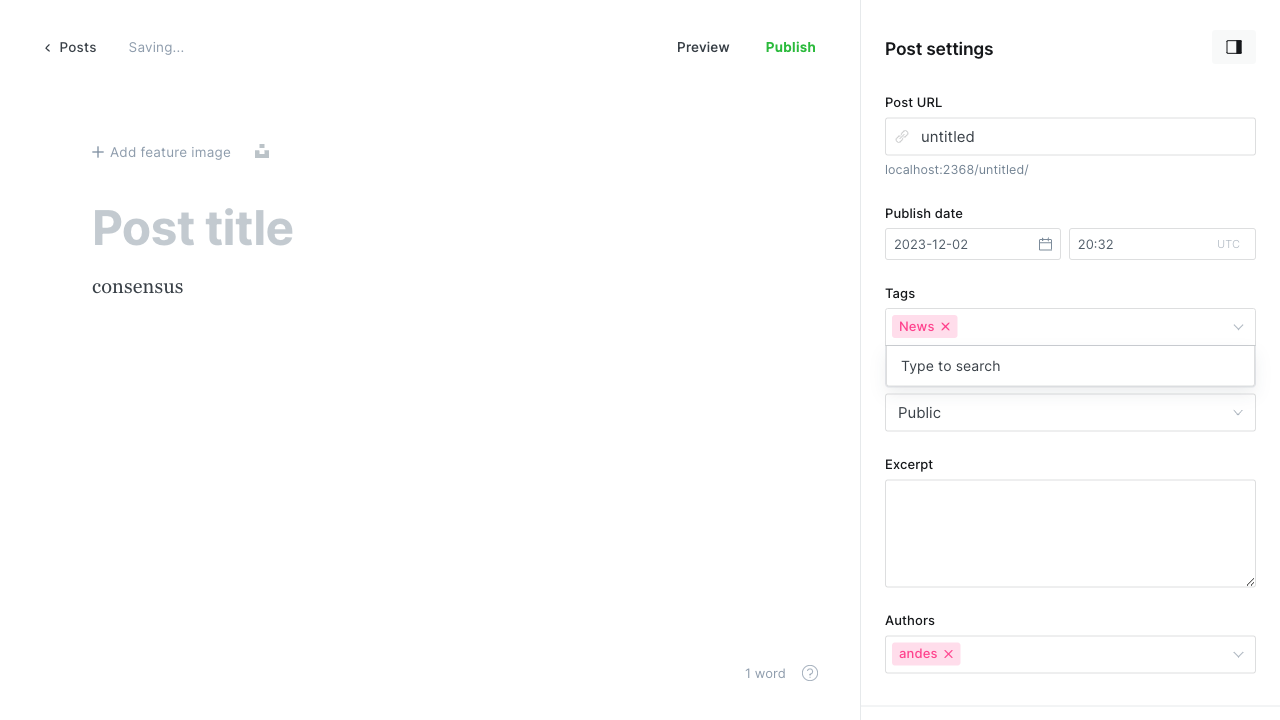 Posts
Saving...
Preview
Publish
Add feature image
Post title
consensus
1 word
?
Post settings
Post URL
untitled
localhost:2368/untitled/
Publish date
2023-12-02
20:32
UTC
Tags
News
Type to search
Public
Excerpt
Authors
andes